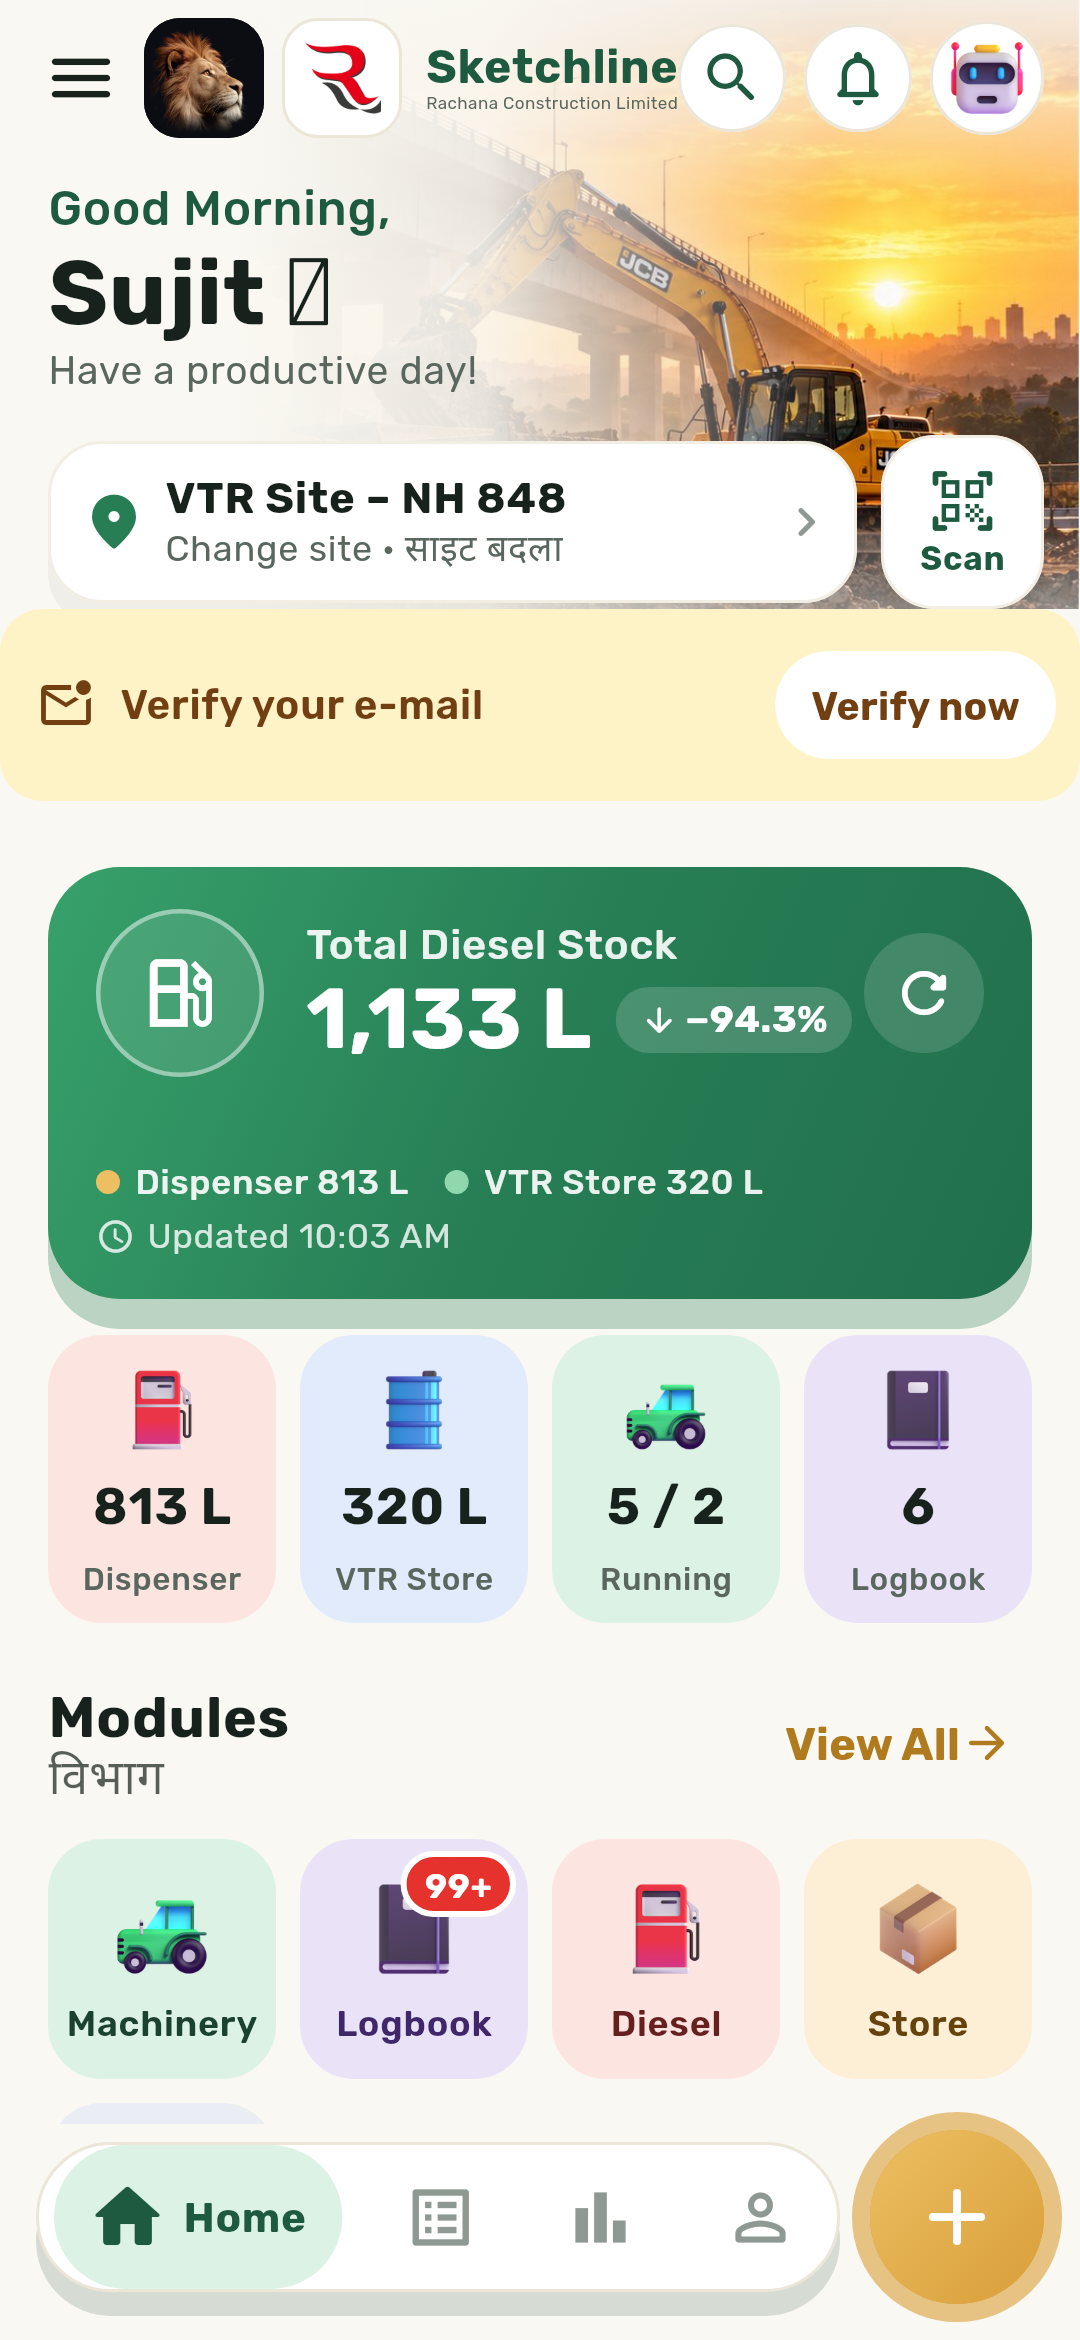 Sketchline
Rachana Construction Limited
Good Morning,
Sujit
Have a productive day!
JCB
VTR Site – NH 848
Change site • साइट बदला
Scan
Verify your e-mail
Verify now
Total Diesel Stock
1,133 L
–94.3%
Dispenser 813 L
VTR Store 320 L
Updated 10:03 AM
813 L
320 L
5 / 2
6
Dispenser
VTR Store
Running
Logbook
Modules
विभाग
View All
99+
Machinery
Logbook
Diesel
Store
Home